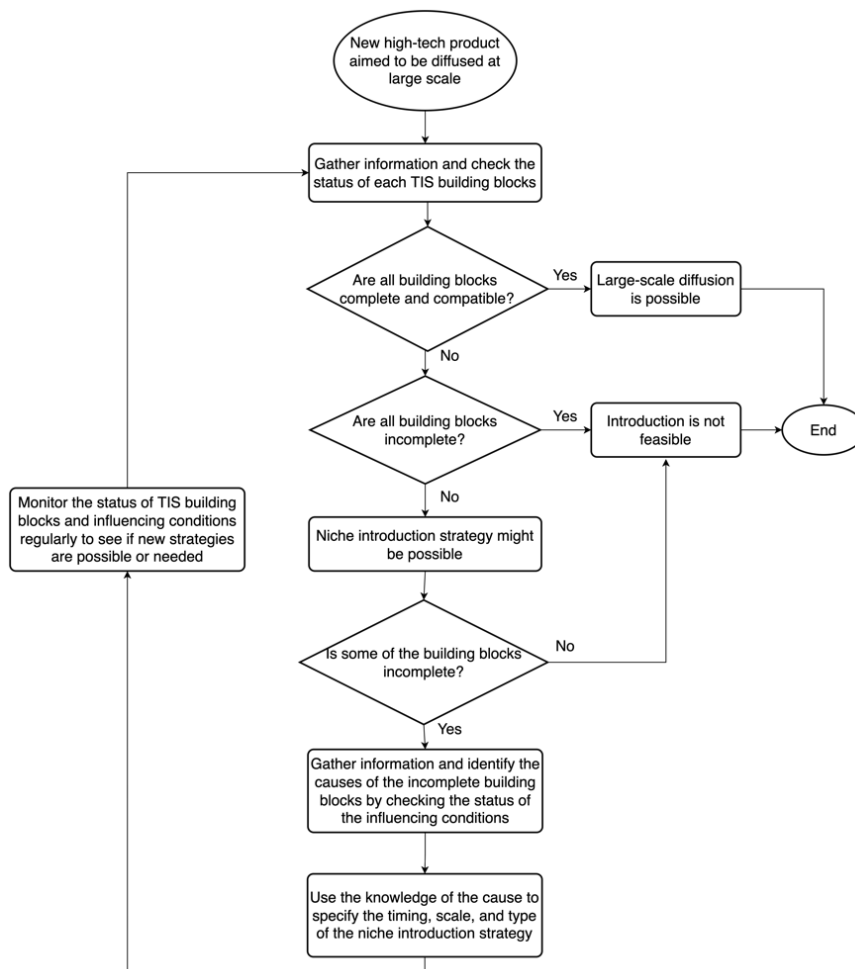 New high-tech product
aimed to be diffused at
large scale
Gather information and check the
status of each TIS building blocks
Are all building blocks
complete and compatible?
Yes
Large-scale diffusion
is possible
No
Are all building blocks
incomplete?
Yes
Introduction is not
feasible
End
No
Monitor the status of TIS building
blocks and influencing conditions
regularly to see if new strategies
are possible or needed
Niche introduction strategy might
be possible
Is some of the building blocks
incomplete?
No
Yes
Gather information and identify the
causes of the incomplete building
blocks by checking the status of
the influencing conditions
Use the knowledge of the cause to
specify the timing, scale, and type
of the niche introduction strategy